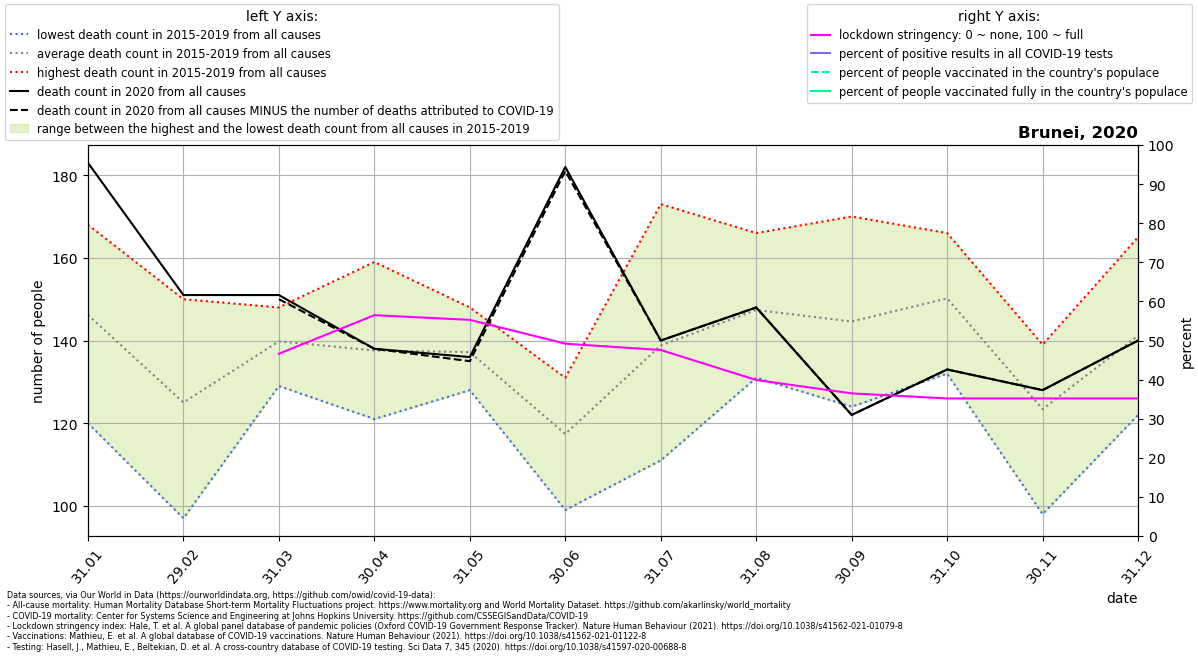 left Y axis:
lowest death count in 2015-2019 from all causes
average death count in 2015-2019 from all causes
highest death count in 2015-2019 from all causes
death count in 2020 from all causes
death count in 2020 from all causes MINUS the number of deaths attributed to COVID-19
range between the highest and the lowest death count from all causes in 2015-2019
right Y axis:
lockdown stringency: 0 ~ none, 100 ~ full
percent of positive results in all COVID-19 tests
percent of people vaccinated in the country's populace
percent of people vaccinated fully in the country's populace
Brunei, 2020
number of people
180
160
140
120
100
100
90
80
70
60
50
40
30
20
10
0
percent
31.01
29.02
31.03
30.04
31.05
30.06
31.07
31.08
30.09
31.10
30.11
31.12
date
Data sources, via Our World in Data (https://ourworldindata.org, https://github.com/owid/covid-19-data):
- All-cause mortality: Human Mortality Database Short-term Mortality Fluctuations project. https://www.mortality.org and World Mortality Dataset. https://github.com/akarlinsky/world_mortality
- COVID-19 mortality: Center for Systems Science and Engineering at Johns Hopkins University. https://github.com/CSSEGISandData/COVID-19
- Lockdown stringency index: Hale, T. et al. A global panel database of pandemic policies (Oxford COVID-19 Government Response Tracker). Nature Human Behaviour (2021). https://doi.org/10.1038/s41562-021-01079-8
- Vaccinations: Mathieu, E. et al. A global database of COVID-19 vaccinations. Nature Human Behaviour (2021). https://doi.org/10.1038/s41562-021-01122-8
- Testing: Hasell, J., Mathieu, E., Beltekian, D. et al. A cross-country database of COVID-19 testing. Sci Data 7, 345 (2020). https://doi.org/10.1038/s41597-020-00688-8